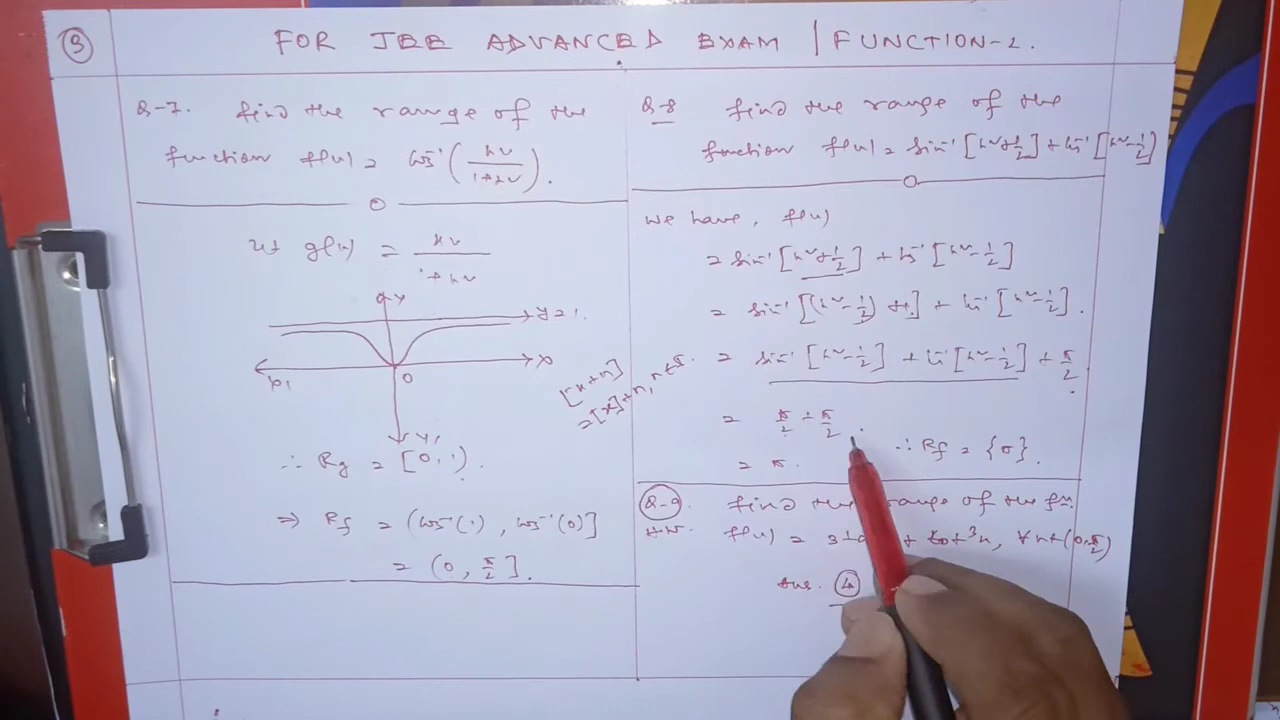 ③
FOR JEE ADVANCED EXAM | FUNCTION-2.
Q-7. find the range of the
function f(x) = cos⁻¹(x²/(1+x²)).
let g(x) = x²/(1+x²)
Y
y=1.
X₁ O X
Y₁
∴ Rg = [0,1).
⇒ Rf = (cos⁻¹(1), cos⁻¹(0)]
= (0, π/2].
Q-8 find the range of the
function f(x) = sin⁻¹[x²+1/2] + cos⁻¹[x²-1/2]
We have, f(x)
= sin⁻¹[x²+1/2] + cos⁻¹[x²-1/2]
= sin⁻¹[(x²-1/2)+1] + cos⁻¹[x²-1/2].
= sin⁻¹[x²-1/2] + cos⁻¹[x²-1/2] + π/2.
[x+n]
=[x]+n, n∈
= π/2 + π/2.
= π. ∴ Rf = {π}.
Q-9. find the range of the fn.
HW. f(x) = + cot³x, ∀x∈(0,π/2)
Ans. ④